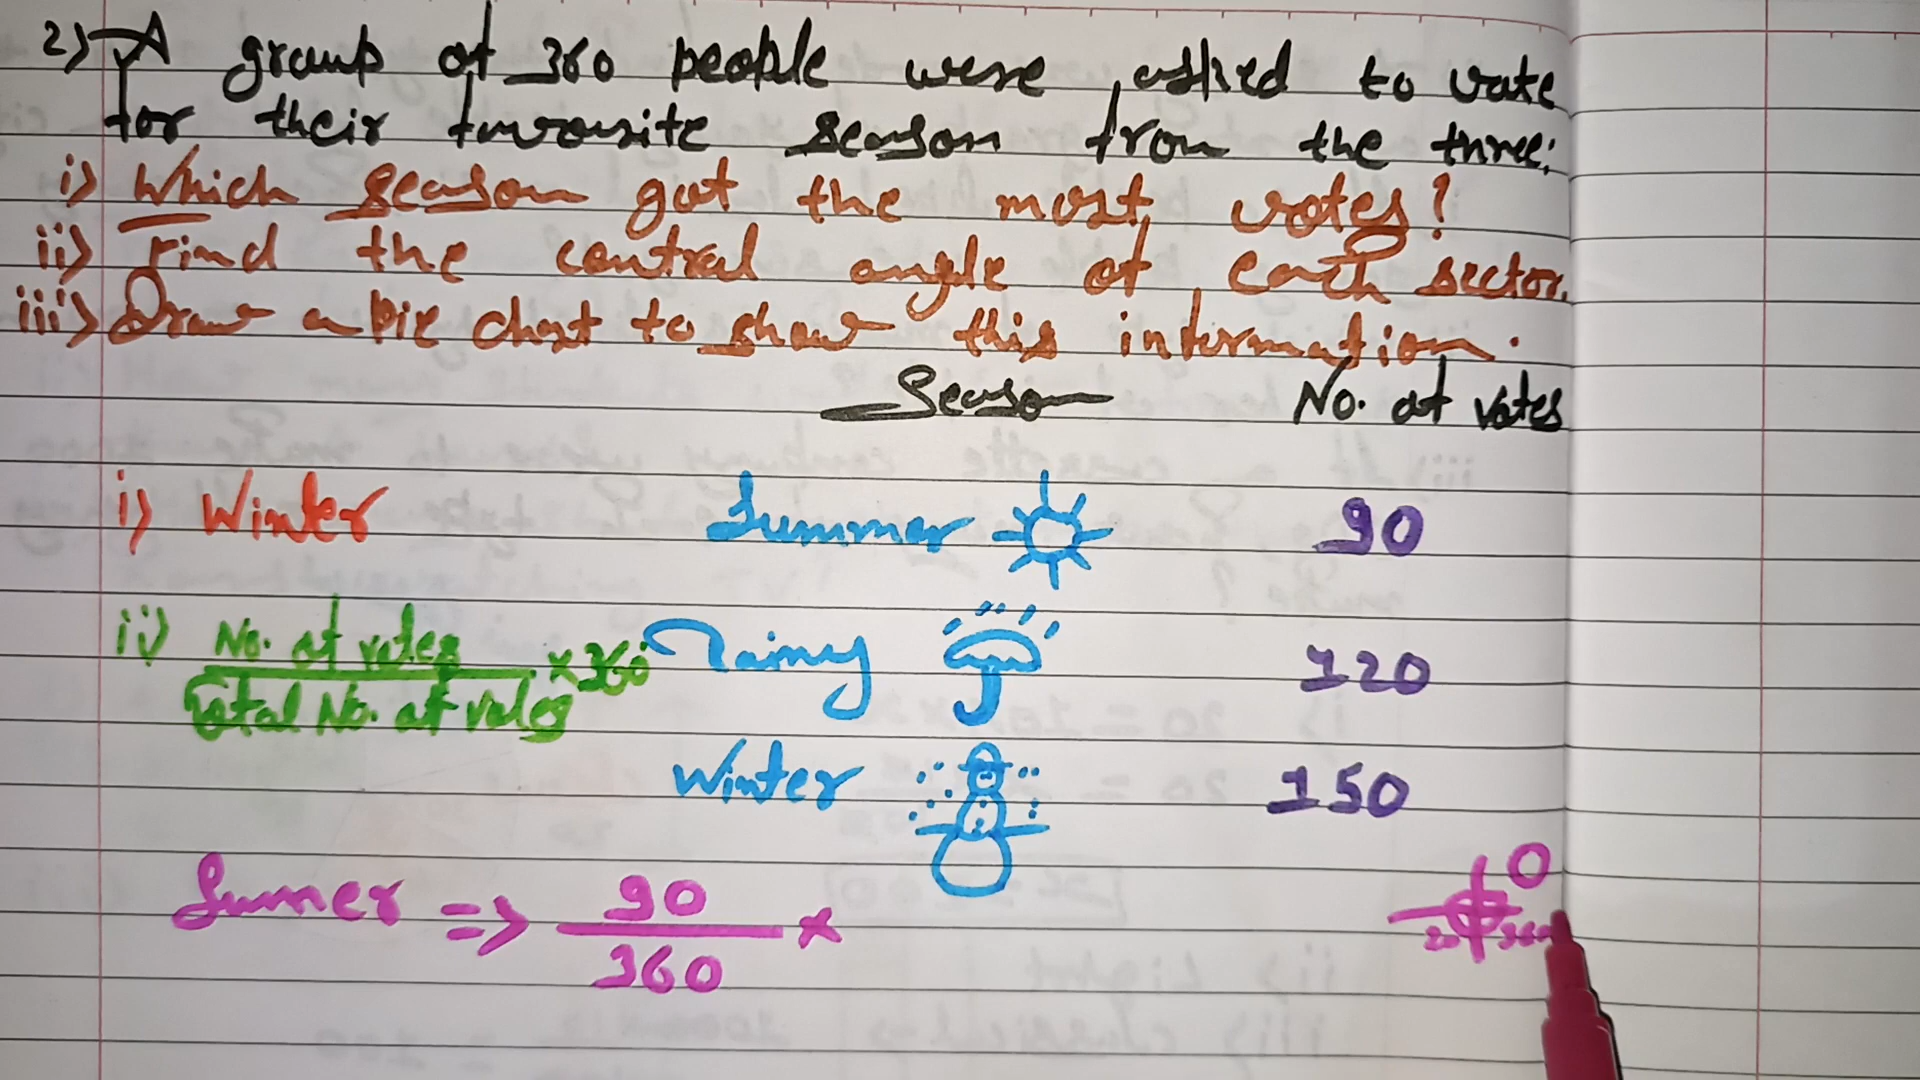 2) A group of 360 people were asked to vote
for their favourite season from the three:
i) Which season got the most votes?
ii) Find the central angle of each sector.
iii) Draw a pie chart to show this information.
Season No. of votes
i) Winter Summer 90
ii) No. of votes / Total No. of votes × 360° Rainy 120
Winter 150
Summer => 90 / 360 ×